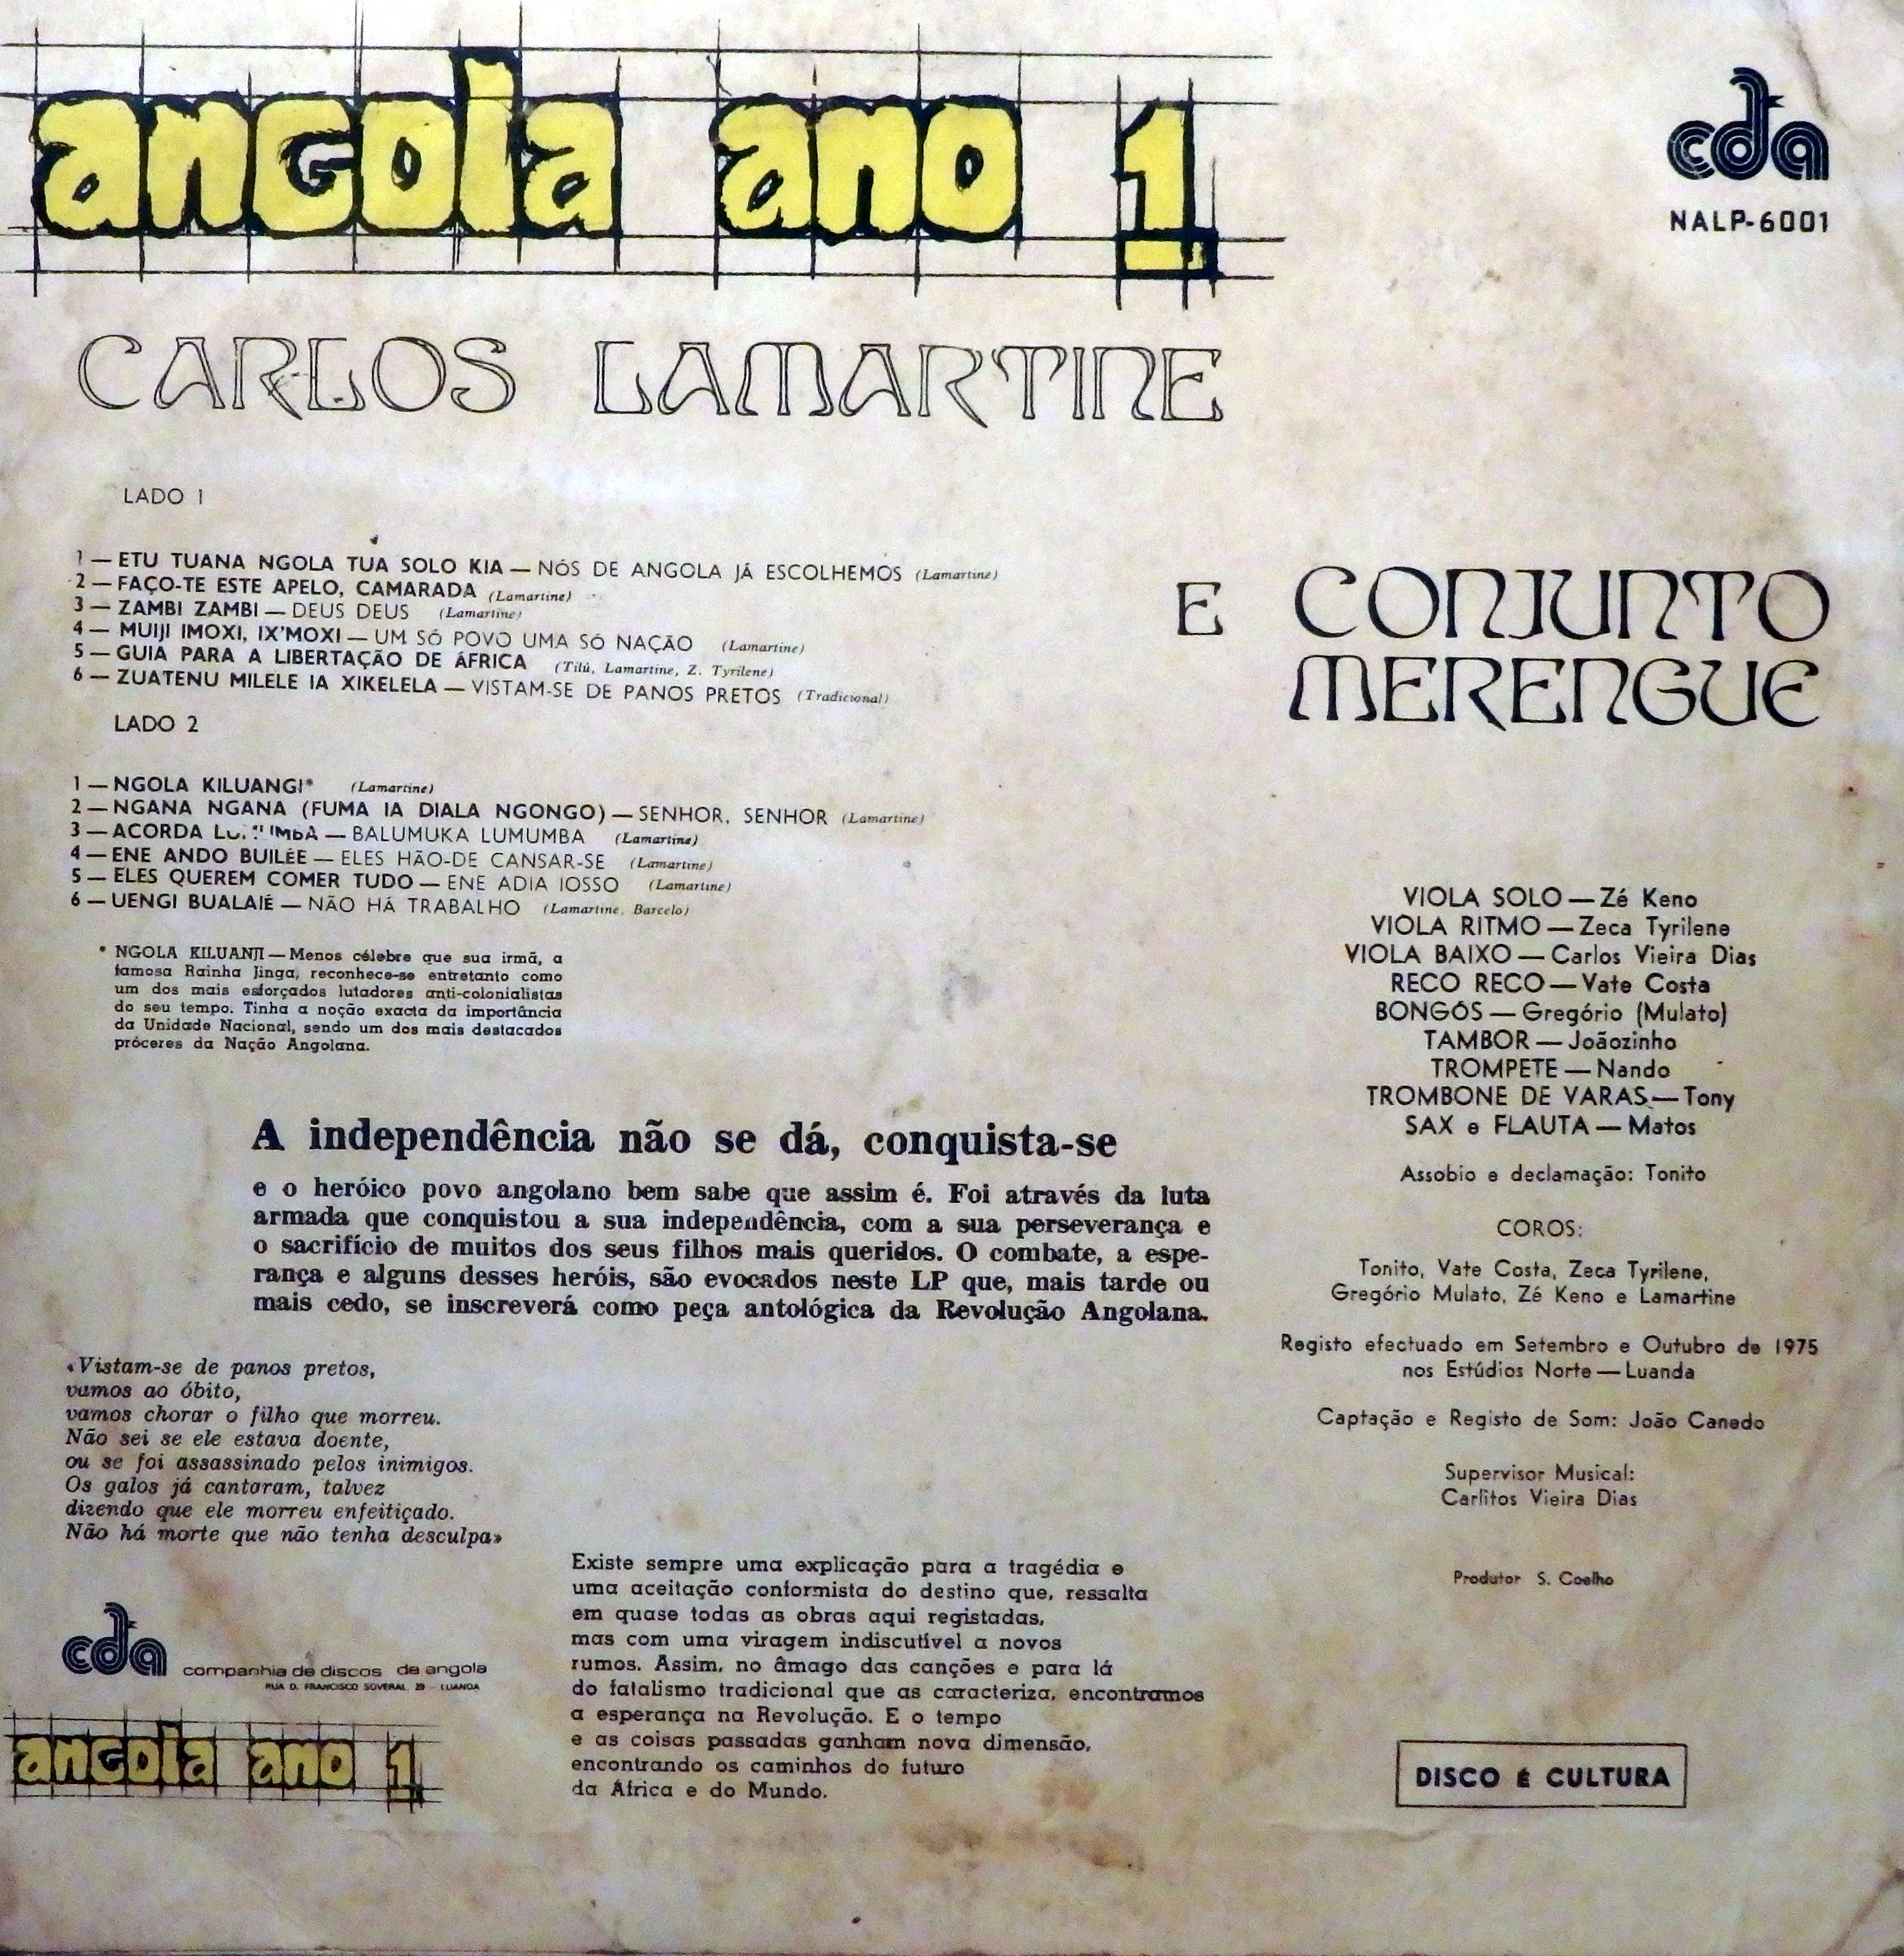 angola ano 1
cda
NALP-6001
CARLOS LAMARTINE
E CONJUNTO
MERENGUE
LADO 1
1 — ETU TUANA NGOLA TUA SOLO KIA — NÓS DE ANGOLA JÁ ESCOLHEMOS (Lamartine)
2 — FAÇO-TE ESTE APELO, CAMARADA (Lamartine)
3 — ZAMBI ZAMBI — DEUS DEUS (Lamartine)
4 — MUIJI IMOXI, IX'MOXI — UM SÓ POVO UMA SÓ NAÇÃO (Lamartine)
5 — GUIA PARA A LIBERTAÇÃO DE ÁFRICA (Tilú, Lamartine, Z. Tyrilene)
6 — ZUATENU MILELE IA XIKELELA — VISTAM-SE DE PANOS PRETOS (Tradicional)
LADO 2
1 — NGOLA KILUANGI* (Lamartine)
2 — NGANA NGANA (FUMA IA DIALA NGONGO) — SENHOR, SENHOR (Lamartine)
3 — ACORDA LUMUMBA — BALUMUKA LUMUMBA (Lamartine)
4 — ENE ANDO BUILÉE — ELES HÃO-DE CANSAR-SE (Lamartine)
5 — ELES QUEREM COMER TUDO — ENE ADIA IOSSO (Lamartine)
6 — UENGI BUALAIÉ — NÃO HÁ TRABALHO (Lamartine, Barcelo)
* NGOLA KILUANJI — Menos célebre que sua irmã, a
famosa Rainha Jinga, reconhece-se entretanto como
um dos mais esforçados lutadores anti-colonialistas
do seu tempo. Tinha a noção exacta da importância
da Unidade Nacional, sendo um dos mais destacados
próceres da Nação Angolana.
A independência não se dá, conquista-se
e o heróico povo angolano bem sabe que assim é. Foi através da luta
armada que conquistou a sua independência, com a sua perseverança e
o sacrifício de muitos dos seus filhos mais queridos. O combate, a espe-
rança e alguns desses heróis, são evocados neste LP que, mais tarde ou
mais cedo, se inscreverá como peça antológica da Revolução Angolana.
«Vistam-se de panos pretos,
vamos ao óbito,
vamos chorar o filho que morreu.
Não sei se ele estava doente,
ou se foi assassinado pelos inimigos.
Os galos já cantaram, talvez
dizendo que ele morreu enfeitiçado.
Não há morte que não tenha desculpa»
Existe sempre uma explicação para a tragédia e
uma aceitação conformista do destino que, ressalta
em quase todas as obras aqui registadas,
mas com uma viragem indiscutível a novos
rumos. Assim, no âmago das canções e para lá
do fatalismo tradicional que as caracteriza, encontramos
a esperança na Revolução. E o tempo
e as coisas passadas ganham nova dimensão,
encontrando os caminhos do futuro
da África e do Mundo.
cda companhia de discos de angola
RUA D. FRANCISCO SOVERAL, 29 - LUANDA
angola ano 1
VIOLA SOLO — Zé Keno
VIOLA RITMO — Zeca Tyrilene
VIOLA BAIXO — Carlos Vieira Dias
RECO RECO — Vate Costa
BONGÓS — Gregório (Mulato)
TAMBOR — Joãozinho
TROMPETE — Nando
TROMBONE DE VARAS — Tony
SAX e FLAUTA — Matos
Assobio e declamação: Tonito
COROS:
Tonito, Vate Costa, Zeca Tyrilene,
Gregório Mulato, Zé Keno e Lamartine
Registo efectuado em Setembro e Outubro de 1975
nos Estúdios Norte — Luanda
Captação e Registo de Som: João Canedo
Supervisor Musical:
Carlitos Vieira Dias
Produtor S. Coelho
DISCO É CULTURA